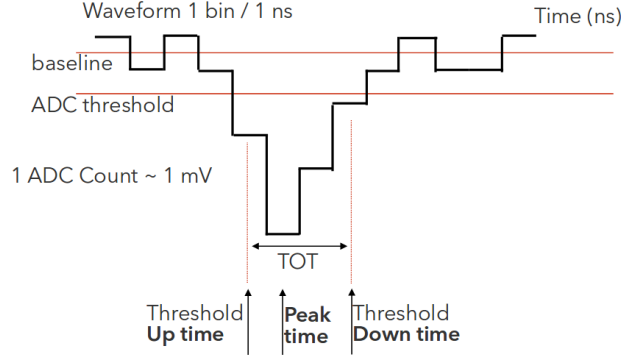 Waveform 1 bin / 1 ns
Time (ns)
baseline
ADC threshold
1 ADC Count ~ 1 mV
TOT
Threshold
Up time
Peak
time
Threshold
Down time